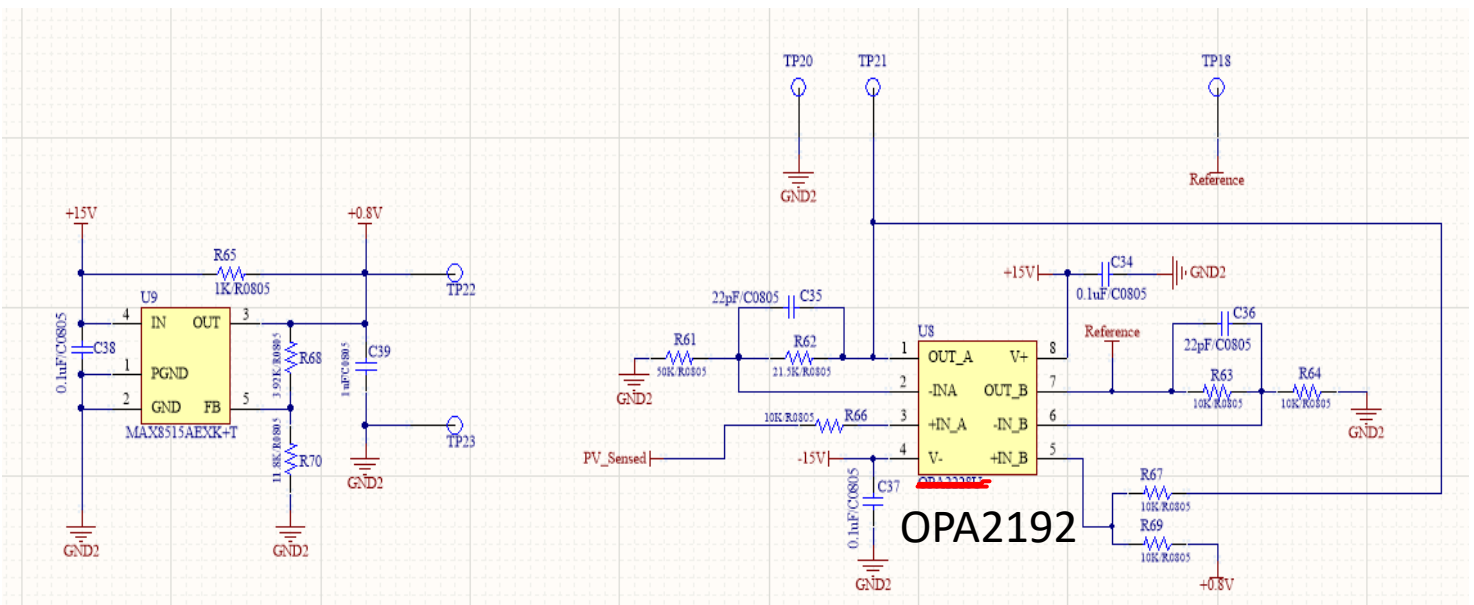 TP20
TP21
TP18
GND2
Reference
+15V
+0.8V
R65
1K/R0805
TP22
U9
4
IN
OUT
3
0.1uF/C0805
C38
1
PGND
3.92K/R0805
R68
1nF/C0805
C39
2
GND
FB
5
MAX8515AEXK+T
11.8K/R0805
R70
TP23
GND2
GND2
GND2
+15V
C34
0.1uF/C0805
GND2
22pF/C0805
C35
R61
50K/R0805
R62
21.5K/R0805
GND2
U8
1
OUT_A
V+
8
2
-INA
OUT_B
7
3
+IN_A
-IN_B
6
4
V-
+IN_B
5
Reference
C36
22pF/C0805
R63
10K/R0805
R64
10K/R0805
GND2
10K/R0805
R66
PV_Sensed
-15V
0.1uF/C0805
C37
GND2
OPA2192
R67
10K/R0805
R69
10K/R0805
+0.8V